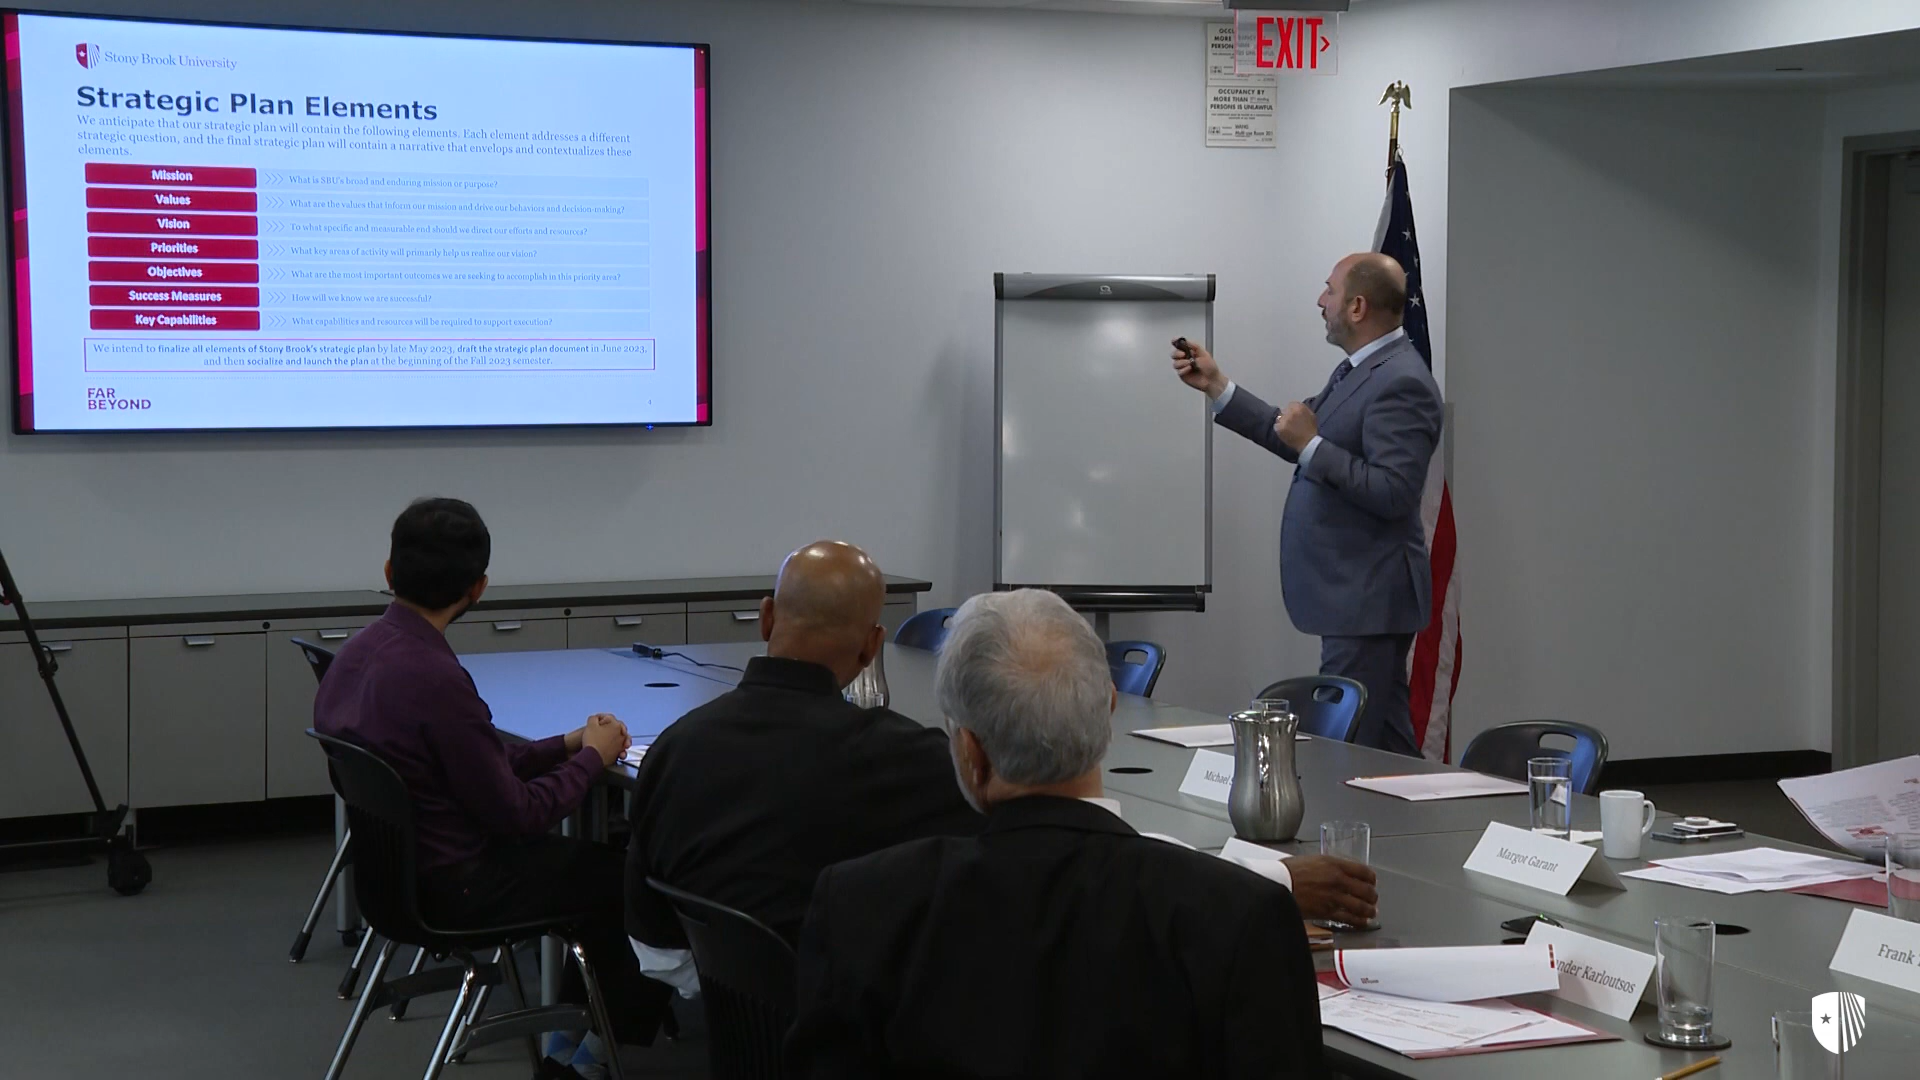 Stony Brook University
Strategic Plan Elements
We anticipate that our strategic plan will contain the following elements. Each element addresses a different
strategic question, and the final strategic plan will contain a narrative that envelops and contextualizes these
elements.
Mission
What is SBU's broad and enduring mission or purpose?
Values
What are the values that inform our mission and drive our behaviors and decision-making?
Vision
To what specific and measurable end should we direct our efforts and resources?
Priorities
What key areas of activity will primarily help us realize our vision?
Objectives
What are the most important outcomes we are seeking to accomplish in this priority area?
Success Measures
How will we know we are successful?
Key Capabilities
What capabilities and resources will be required to support execution?
We intend to finalize all elements of Stony Brook's strategic plan by late May 2023, draft the strategic plan document in June 2023,
and then socialize and launch the plan at the beginning of the Fall 2023 semester.
FAR
BEYOND
4
EXIT
OCCUPANCY BY
MORE THAN
PERSONS IS UNLAWFUL
Michael
Margot Garant
nder Karloutsos
Frank